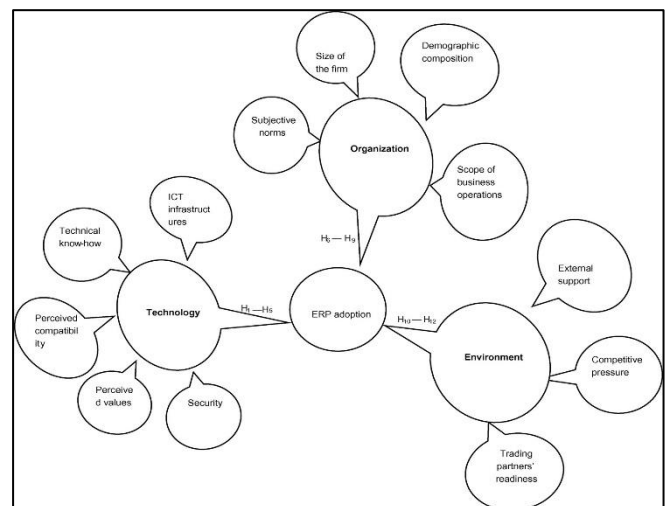 Size of
the firm
Demographic
composition
Subjective
norms
Organization
Scope of
business
operations
ICT
infrastruct
ures
Technical
know-how
H6 — H9
External
support
Technology
H1 — H5
ERP adoption
H10 — H12
Perceived
compatibil
ity
Environment
Competitive
pressure
Perceive
d values
Security
Trading
partners'
readiness